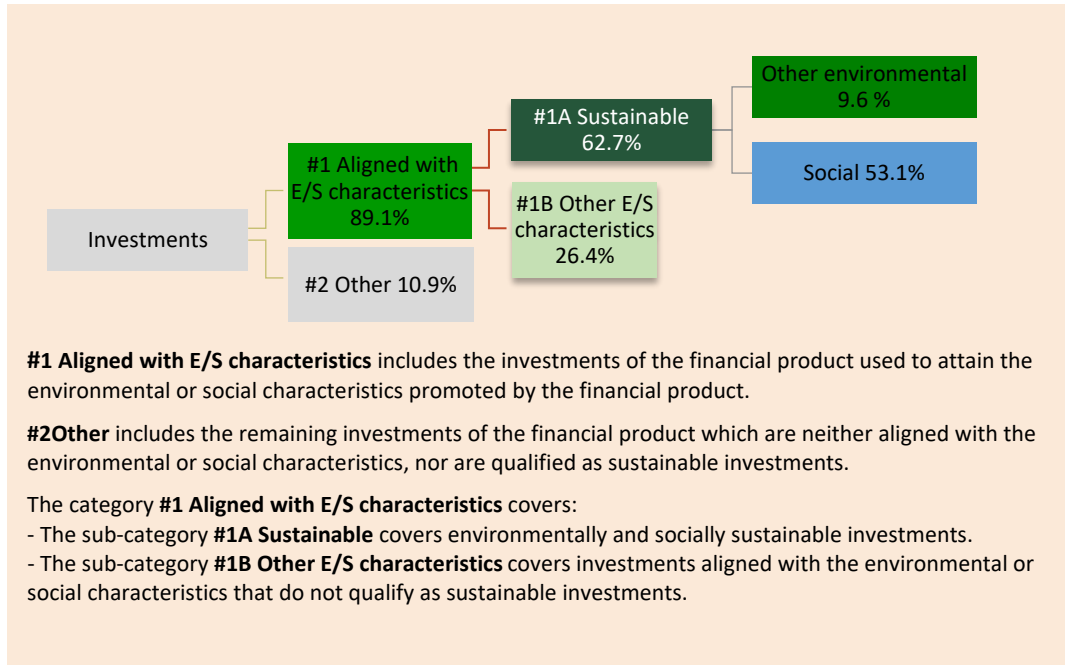 Investments
#1 Aligned with
E/S characteristics
89.1%
#2 Other 10.9%
#1A Sustainable
62.7%
#1B Other E/S
characteristics
26.4%
Other environmental
9.6 %
Social 53.1%
#1 Aligned with E/S characteristics includes the investments of the financial product used to attain the
environmental or social characteristics promoted by the financial product.
#2Other includes the remaining investments of the financial product which are neither aligned with the
environmental or social characteristics, nor are qualified as sustainable investments.
The category #1 Aligned with E/S characteristics covers:
- The sub-category #1A Sustainable covers environmentally and socially sustainable investments.
- The sub-category #1B Other E/S characteristics covers investments aligned with the environmental or
social characteristics that do not qualify as sustainable investments.